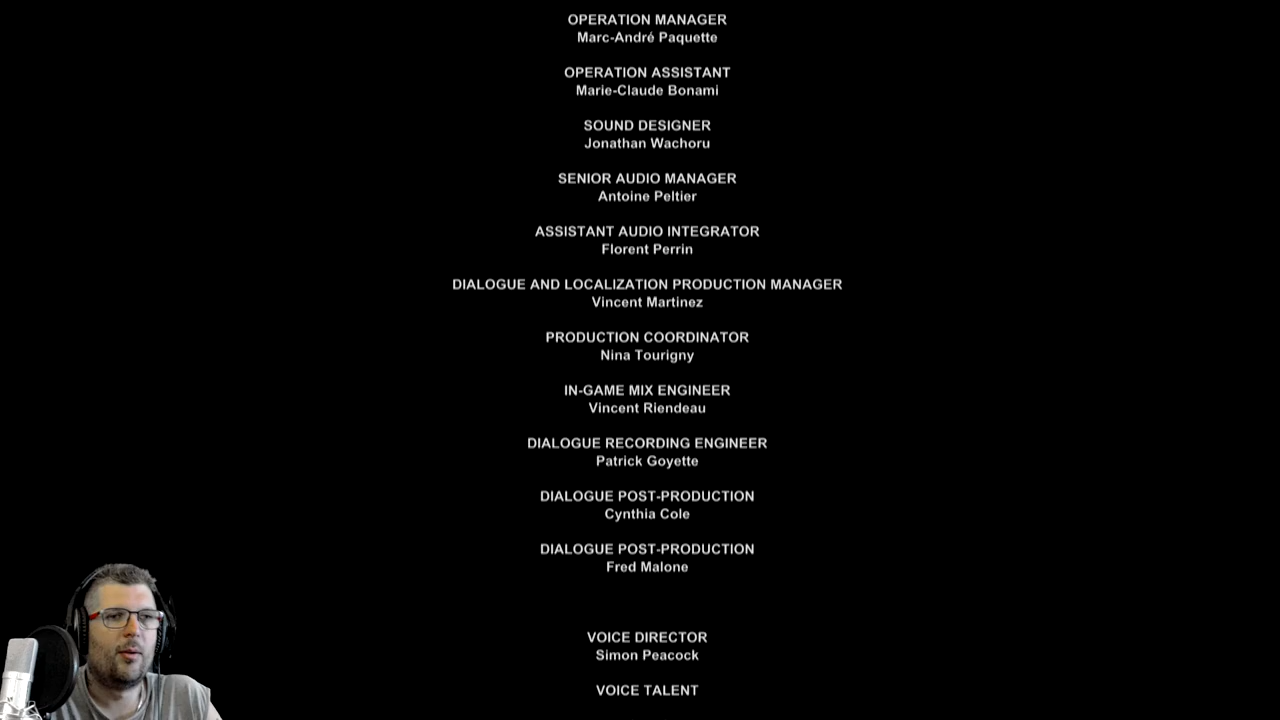 OPERATION MANAGER
Marc-André Paquette
OPERATION ASSISTANT
Marie-Claude Bonami
SOUND DESIGNER
Jonathan Wachoru
SENIOR AUDIO MANAGER
Antoine Peltier
ASSISTANT AUDIO INTEGRATOR
Florent Perrin
DIALOGUE AND LOCALIZATION PRODUCTION MANAGER
Vincent Martinez
PRODUCTION COORDINATOR
Nina Tourigny
IN-GAME MIX ENGINEER
Vincent Riendeau
DIALOGUE RECORDING ENGINEER
Patrick Goyette
DIALOGUE POST-PRODUCTION
Cynthia Cole
DIALOGUE POST-PRODUCTION
Fred Malone
VOICE DIRECTOR
Simon Peacock
VOICE TALENT